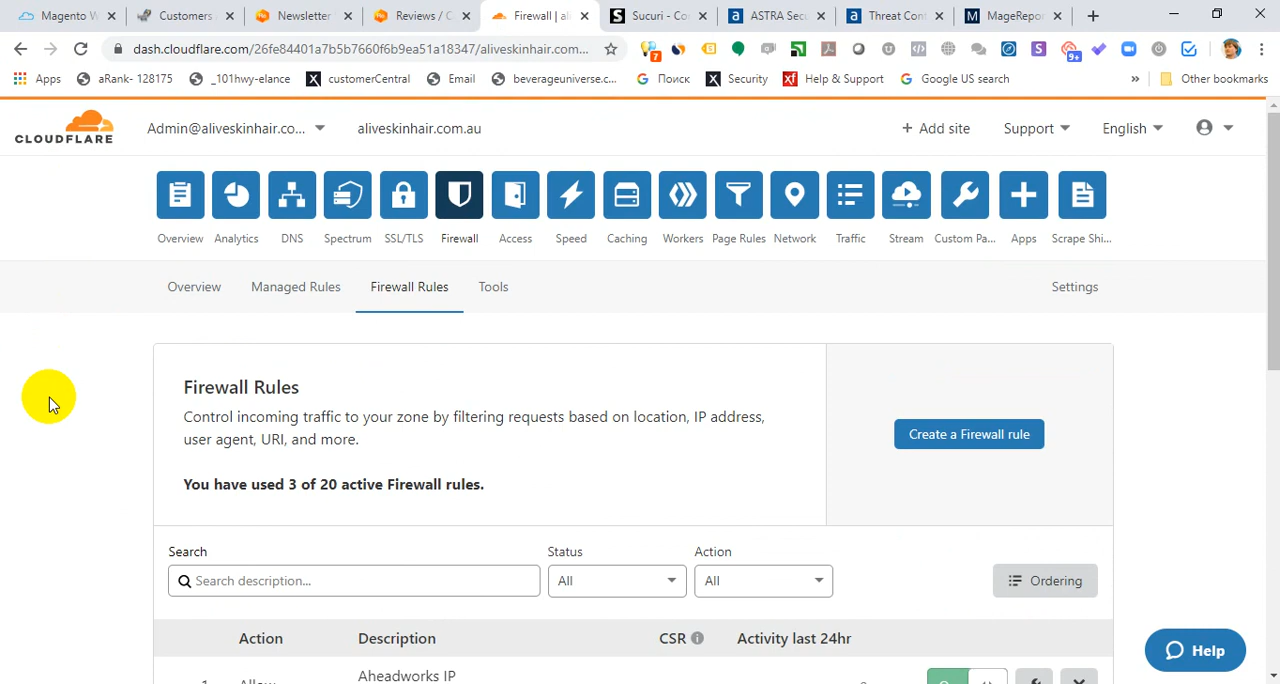 Magento W
Customers
Newsletter
Reviews / C
Firewall | ali
Sucuri - Co
ASTRA Secu
Threat Cont
MageRepor
dash.cloudflare.com/26fe84401a7b5b7660f6b9ea51a18347/aliveskinhair.com...
7
9+
Apps
aRank- 128175
_101hwy-elance
customerCentral
Email
beverageuniverse.c...
Поиск
Security
Help & Support
Google US search
»
Other bookmarks
CLOUDFLARE
Admin@aliveskinhair.co...
aliveskinhair.com.au
+ Add site
Support
English
Overview
Analytics
DNS
Spectrum
SSL/TLS
Firewall
Access
Speed
Caching
Workers
Page Rules
Network
Traffic
Stream
Custom Pa...
Apps
Scrape Shi...
Overview
Managed Rules
Firewall Rules
Tools
Settings
Firewall Rules
Control incoming traffic to your zone by filtering requests based on location, IP address,
user agent, URI, and more.
You have used 3 of 20 active Firewall rules.
Create a Firewall rule
Search
Status
Action
Search description...
All
All
Ordering
Action
Description
CSR
Activity last 24hr
Aheadworks IP
Help